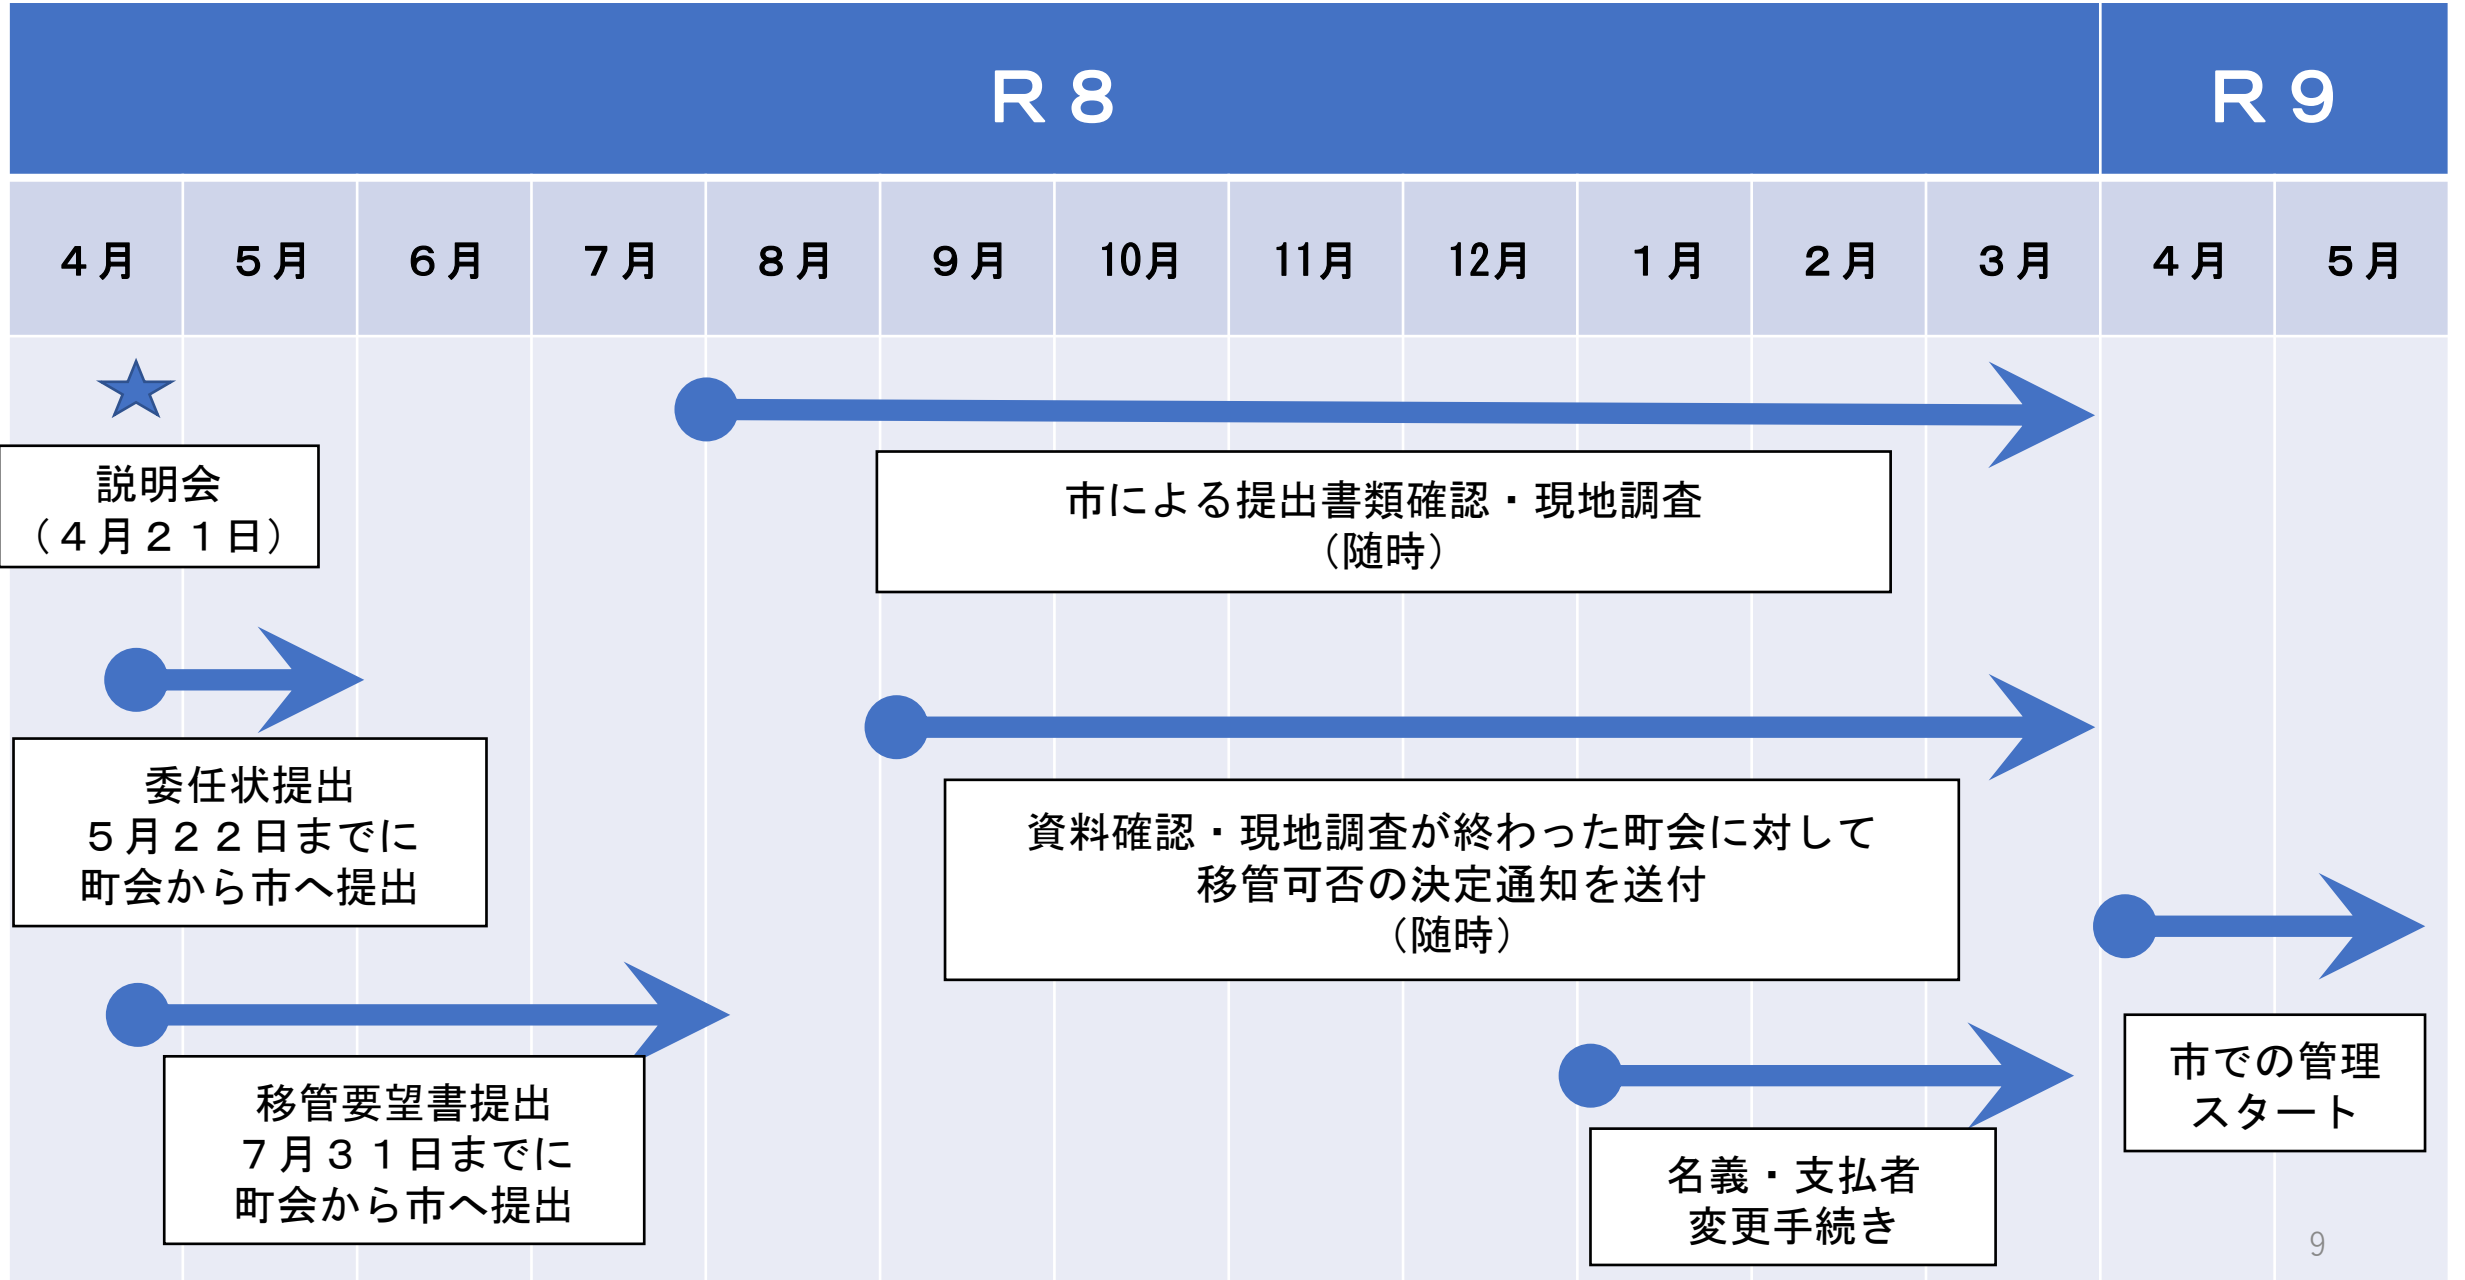 R８
R９
４月
５月
６月
７月
８月
９月
10月
11月
12月
１月
２月
３月
４月
５月
説明会
（４月２１日）
市による提出書類確認・現地調査
（随時）
委任状提出
５月２２日までに
町会から市へ提出
資料確認・現地調査が終わった町会に対して
移管可否の決定通知を送付
（随時）
移管要望書提出
７月３１日までに
町会から市へ提出
名義・支払者
変更手続き
市での管理
スタート
9